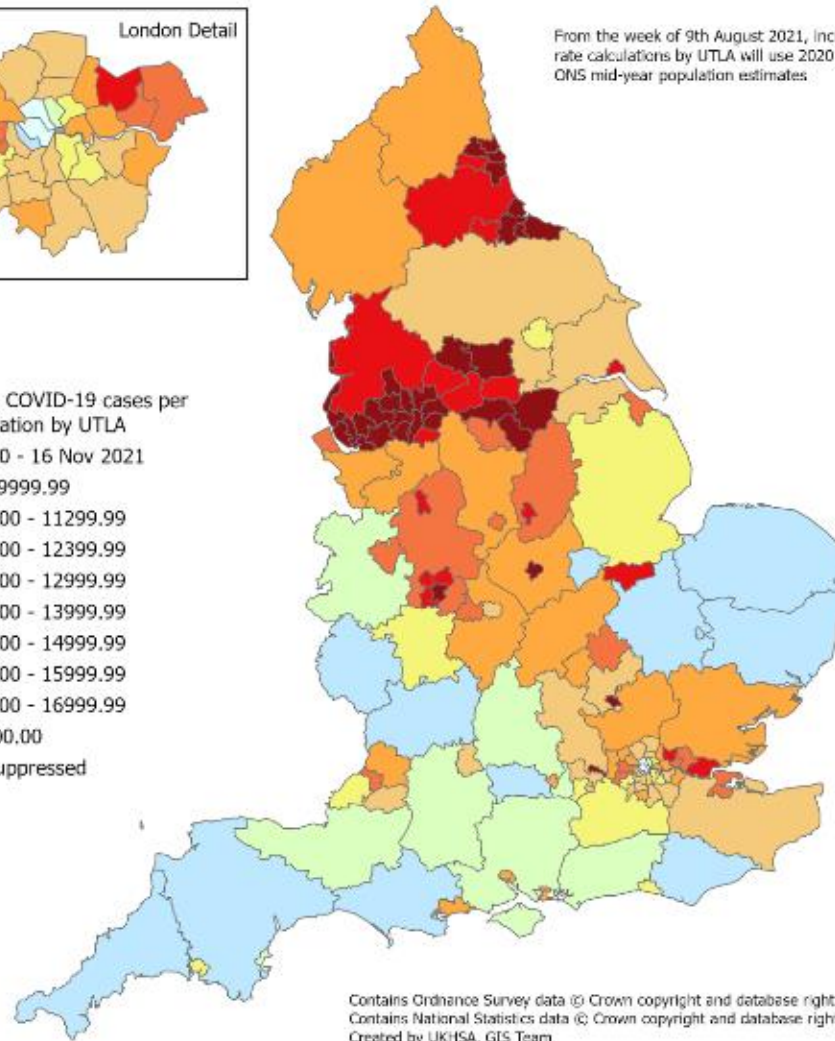 London Detail
From the week of 9th August 2021, inc
rate calculations by UTLA will use 2020
ONS mid-year population estimates
COVID-19 cases per
ation by UTLA
0 - 16 Nov 2021
9999.99
00 - 11299.99
00 - 12399.99
00 - 12999.99
00 - 13999.99
00 - 14999.99
00 - 15999.99
00 - 16999.99
00.00
uppressed
Contains Ordnance Survey data © Crown copyright and database right
Contains National Statistics data © Crown copyright and database right
Created by UKHSA, GIS Team